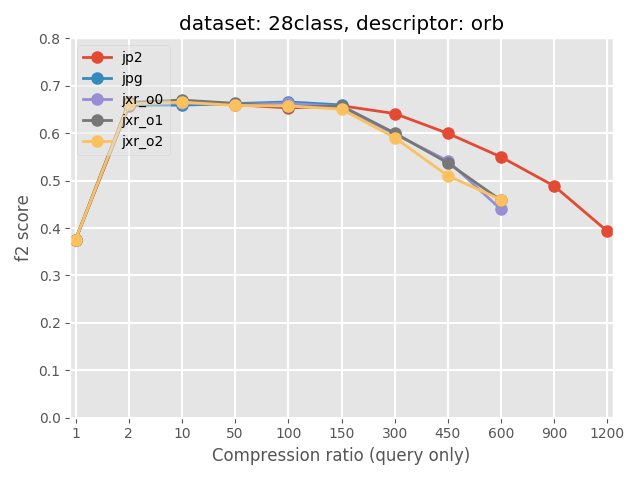 dataset: 28class, descriptor: orb
0.8
0.7
0.6
0.5
0.4
0.3
0.2
0.1
0.0
f2 score
jp2
jpg
jxr_o0
jxr_o1
jxr_o2
1 2 10 50 100 150 300 450 600 900 1200
Compression ratio (query only)